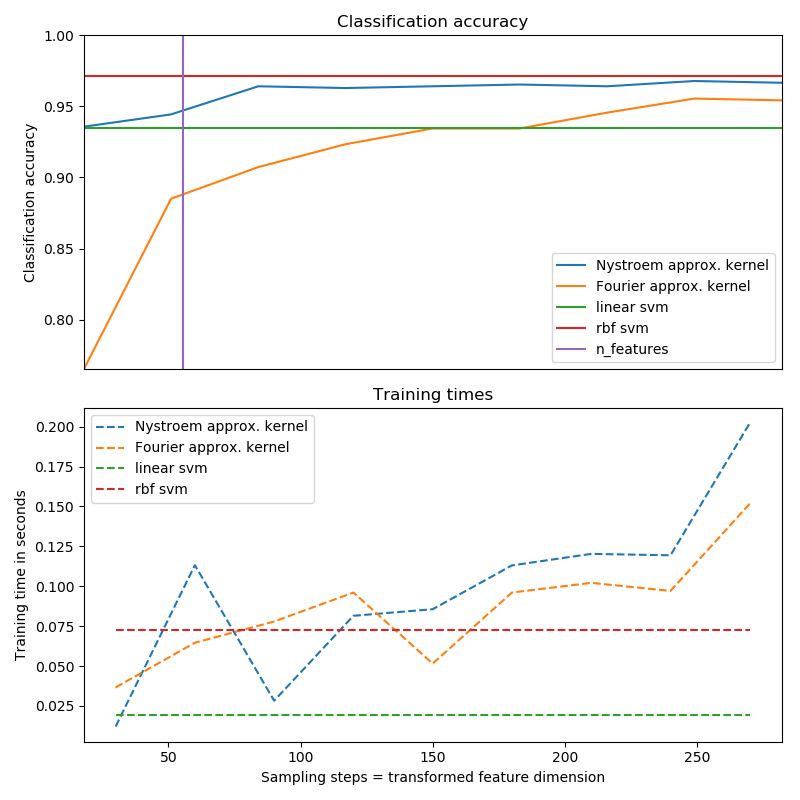 Classification accuracy
1.00
0.95
0.90
0.85
0.80
Classification accuracy
Nystroem approx. kernel
Fourier approx. kernel
linear svm
rbf svm
n_features
Training times
0.200
0.175
0.150
0.125
0.100
0.075
0.050
0.025
Training time in seconds
Nystroem approx. kernel
Fourier approx. kernel
linear svm
rbf svm
50 100 150 200 250
Sampling steps = transformed feature dimension